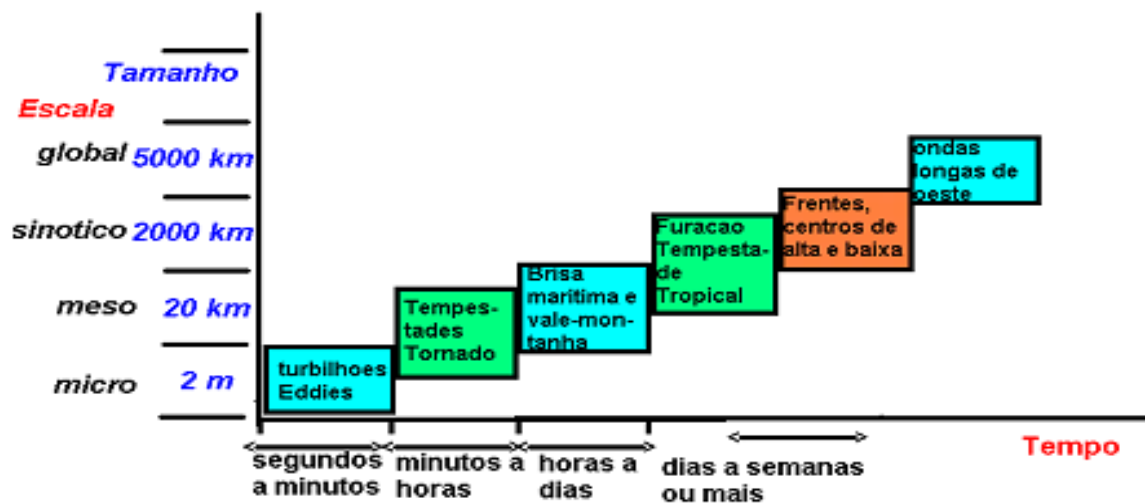 Tamanho
Escala
global 5000 km
sinotico 2000 km
meso 20 km
micro 2 m
turbilhoes
Eddies
Tempes-
tades
Tornado
Brisa
maritima e
vale-mon-
tanha
Furacao
Tempesta-
de
Tropical
Frentes,
centros de
alta e baixa
ondas
longas de
oeste
segundos
a minutos
minutos a
horas
horas a
dias
dias a semanas
ou mais
Tempo